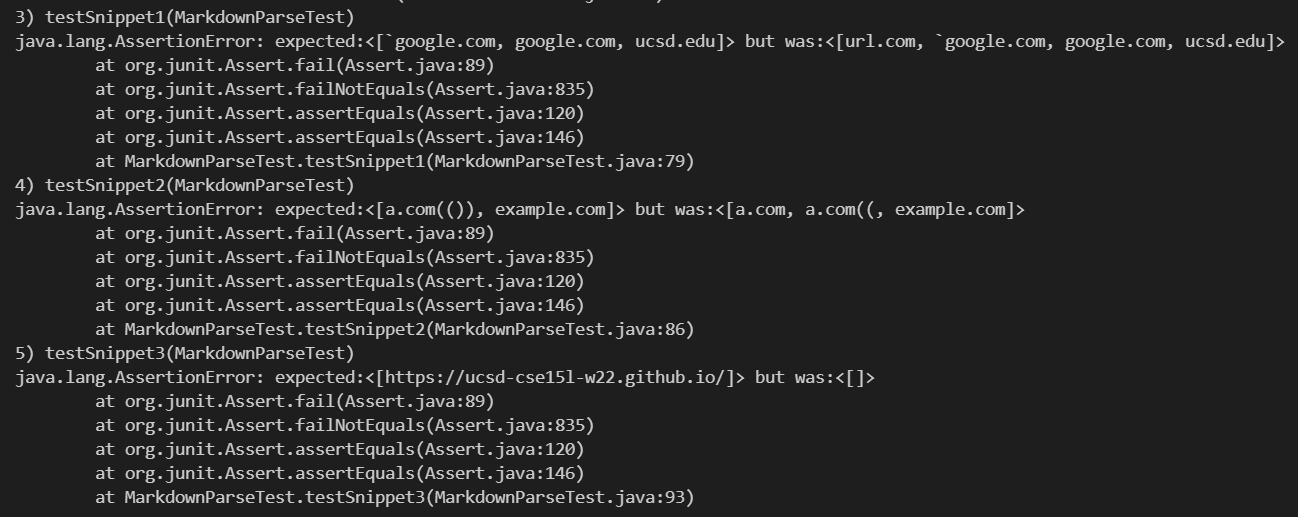 3) testSnippet1(MarkdownParseTest)
java.lang.AssertionError: expected:<[`google.com, google.com, ucsd.edu]> but was:<[url.com, `google.com, google.com, ucsd.edu]>
        at org.junit.Assert.fail(Assert.java:89)
        at org.junit.Assert.failNotEquals(Assert.java:835)
        at org.junit.Assert.assertEquals(Assert.java:120)
        at org.junit.Assert.assertEquals(Assert.java:146)
        at MarkdownParseTest.testSnippet1(MarkdownParseTest.java:79)
4) testSnippet2(MarkdownParseTest)
java.lang.AssertionError: expected:<[a.com(()), example.com]> but was:<[a.com, a.com((, example.com]>
        at org.junit.Assert.fail(Assert.java:89)
        at org.junit.Assert.failNotEquals(Assert.java:835)
        at org.junit.Assert.assertEquals(Assert.java:120)
        at org.junit.Assert.assertEquals(Assert.java:146)
        at MarkdownParseTest.testSnippet2(MarkdownParseTest.java:86)
5) testSnippet3(MarkdownParseTest)
java.lang.AssertionError: expected:<[https://ucsd-cse15l-w22.github.io/]> but was:<[]>
        at org.junit.Assert.fail(Assert.java:89)
        at org.junit.Assert.failNotEquals(Assert.java:835)
        at org.junit.Assert.assertEquals(Assert.java:120)
        at org.junit.Assert.assertEquals(Assert.java:146)
        at MarkdownParseTest.testSnippet3(MarkdownParseTest.java:93)